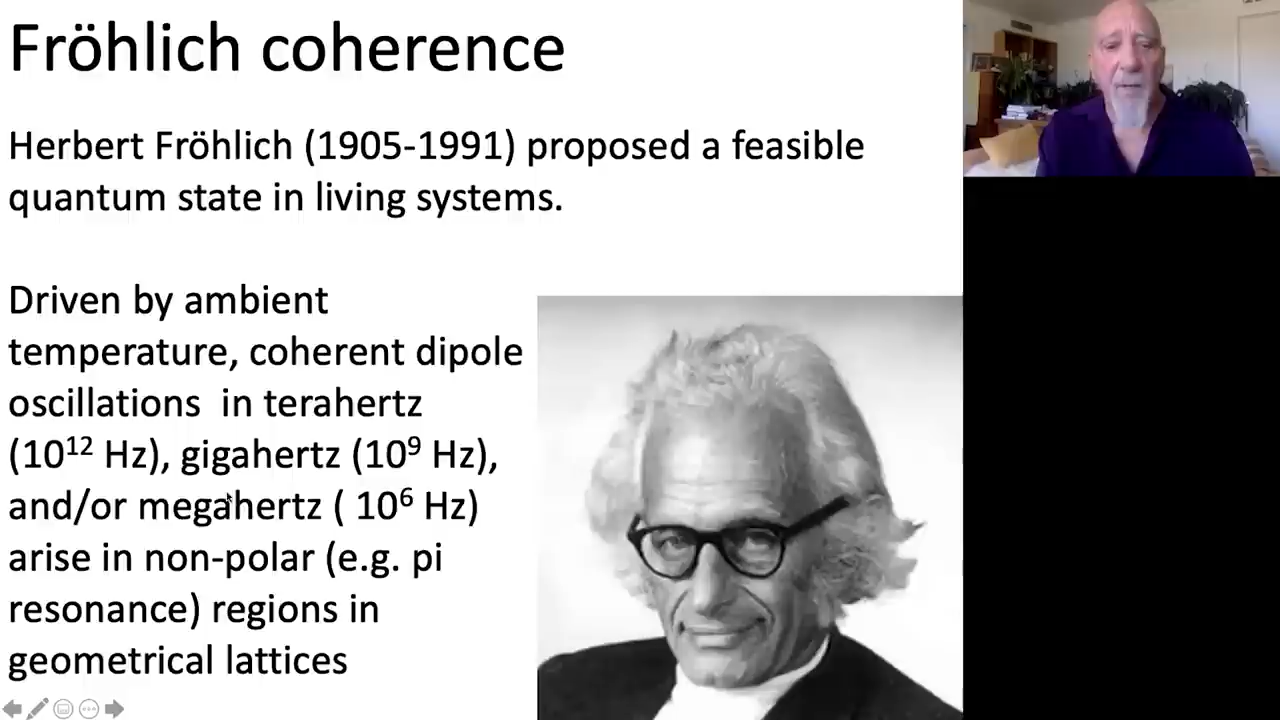 Fröhlich coherence
Herbert Fröhlich (1905-1991) proposed a feasible
quantum state in living systems.
Driven by ambient
temperature, coherent dipole
oscillations  in terahertz
(10¹² Hz), gigahertz (10⁹ Hz),
and/or megahertz ( 10⁶ Hz)
arise in non-polar (e.g. pi
resonance) regions in
geometrical lattices